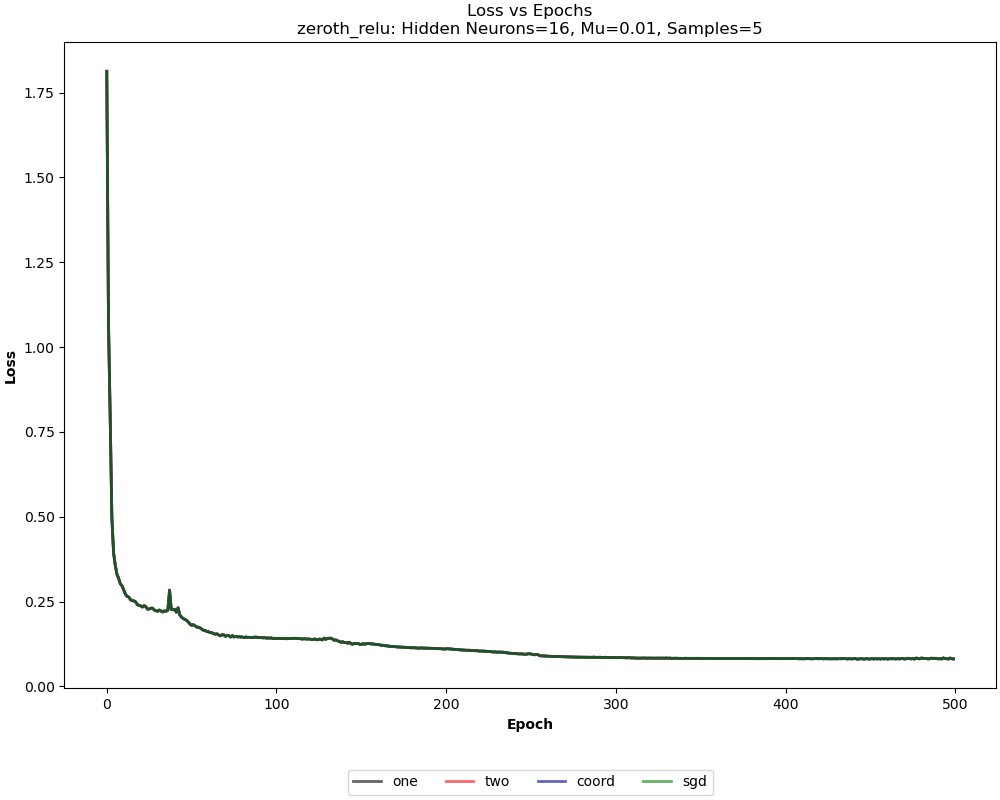 Loss vs Epochs
zeroth_relu: Hidden Neurons=16, Mu=0.01, Samples=5
1.75
1.50
1.25
1.00
0.75
0.50
0.25
0.00
Loss
0 100 200 300 400 500
Epoch
one two coord sgd